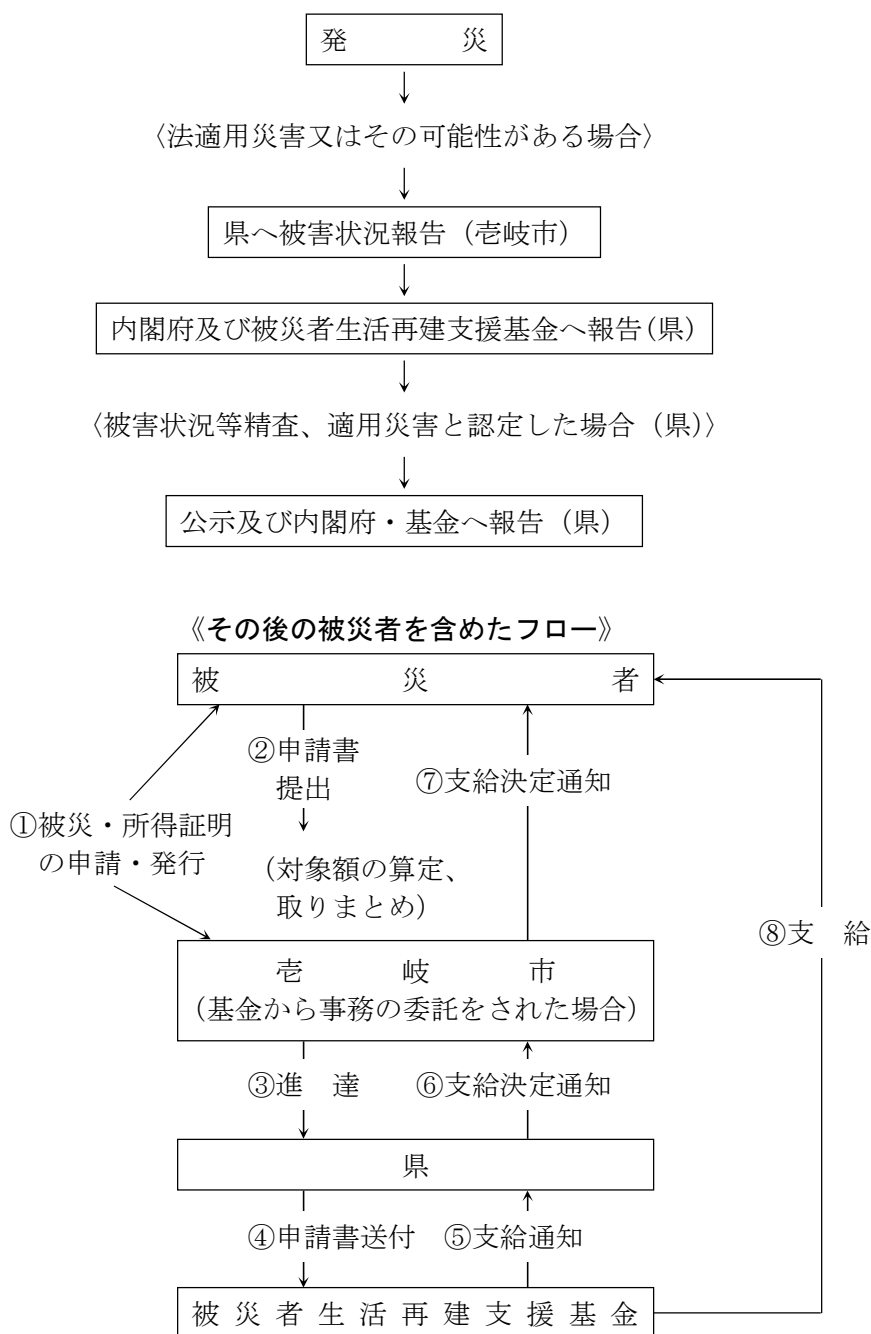 発災
〈法適用災害又はその可能性がある場合〉
県へ被害状況報告（壱岐市）
内閣府及び被災者生活再建支援基金へ報告（県）
〈被害状況等精査、適用災害と認定した場合（県）〉
公示及び内閣府・基金へ報告（県）
《その後の被災者を含めたフロー》
被災者
②申請書
提出
⑦支給決定通知
①被災・所得証明
の申請・発行
（対象額の算定、
取りまとめ）
⑧支　給
壱岐市
（基金から事務の委託をされた場合）
③進　達
⑥支給決定通知
県
④申請書送付
⑤支給通知
被災者生活再建支援基金